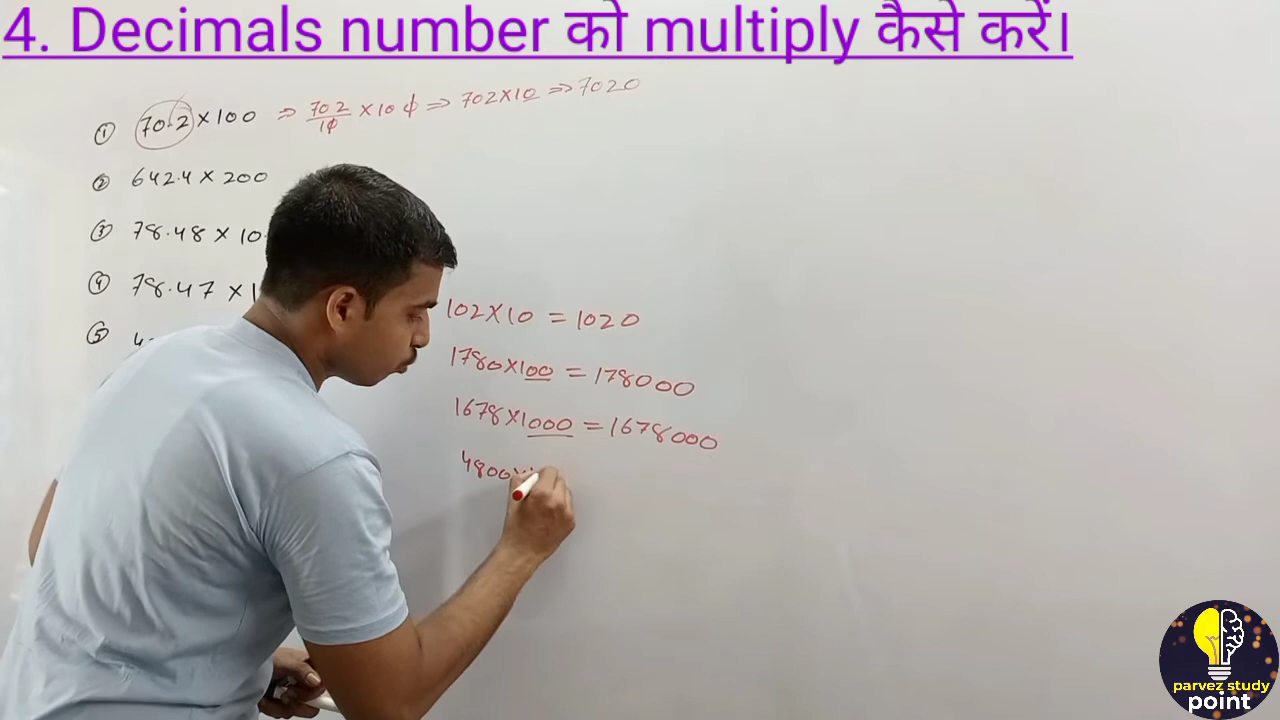 4. Decimals number को multiply कैसे करें।
① 70.2 × 100 ⇒ 702/10 × 100 ⇒ 702 × 10 ⇒ 7020
② 642.4 × 200
③ 78.48 × 10
④ 78.47 × 1
⑤ 4
102 × 10 = 1020
1780 × 100 = 178000
1678 × 1000 = 1678000
4800 ×
parvez study
point